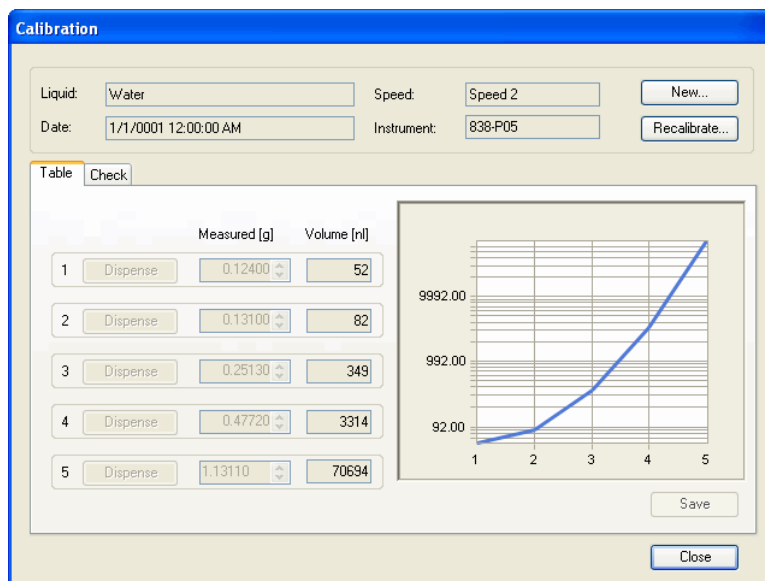 Calibration
Liquid: Water Speed: Speed 2 New...
Date: 1/1/0001 12:00:00 AM Instrument: 838-P05 Recalibrate...
Table Check
Measured [g] Volume [nl]
1 Dispense 0.12400 52
2 Dispense 0.13100 82
3 Dispense 0.25130 349
4 Dispense 0.47720 3314
5 Dispense 1.13110 70694
9992.00
992.00
92.00
1 2 3 4 5
Save
Close